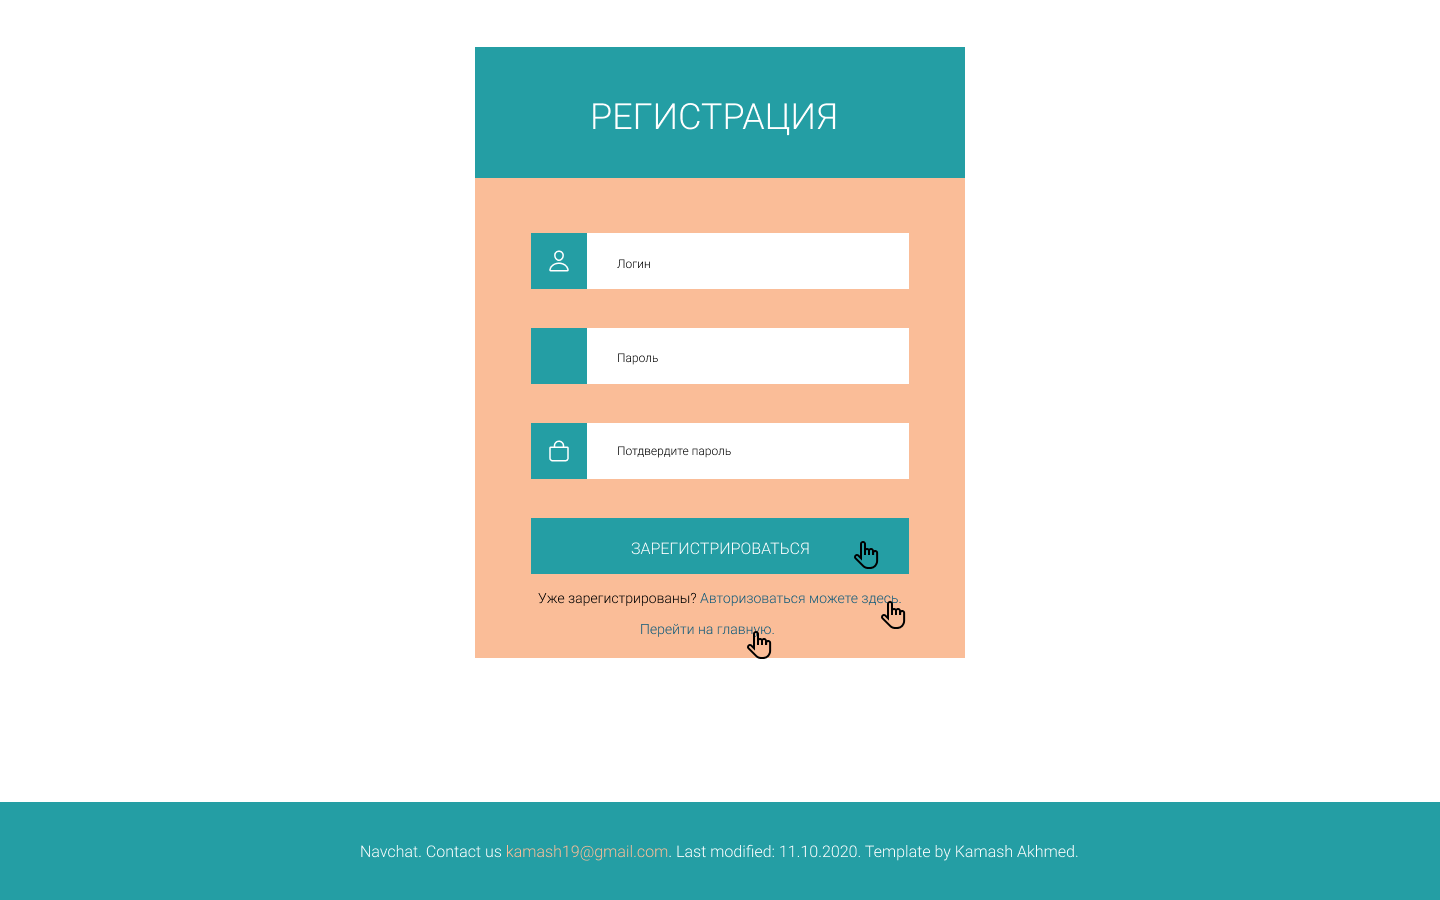 РЕГИСТРАЦИЯ
Логин
Пароль
Потдвердите пароль
ЗАРЕГИСТРИРОВАТЬСЯ
Уже зарегистрированы? Авторизоваться можете здесь.
Перейти на главную.
Navchat. Contact us kamash19@gmail.com. Last modified: 11.10.2020. Template by Kamash Akhmed.